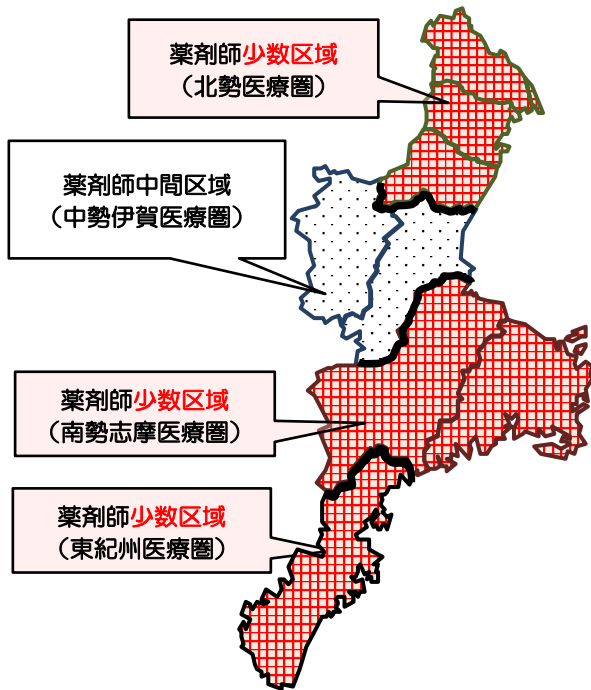 薬剤師少数区域
（北勢医療圏）
薬剤師中間区域
（中勢伊賀医療圏）
薬剤師少数区域
（南勢志摩医療圏）
薬剤師少数区域
（東紀州医療圏）